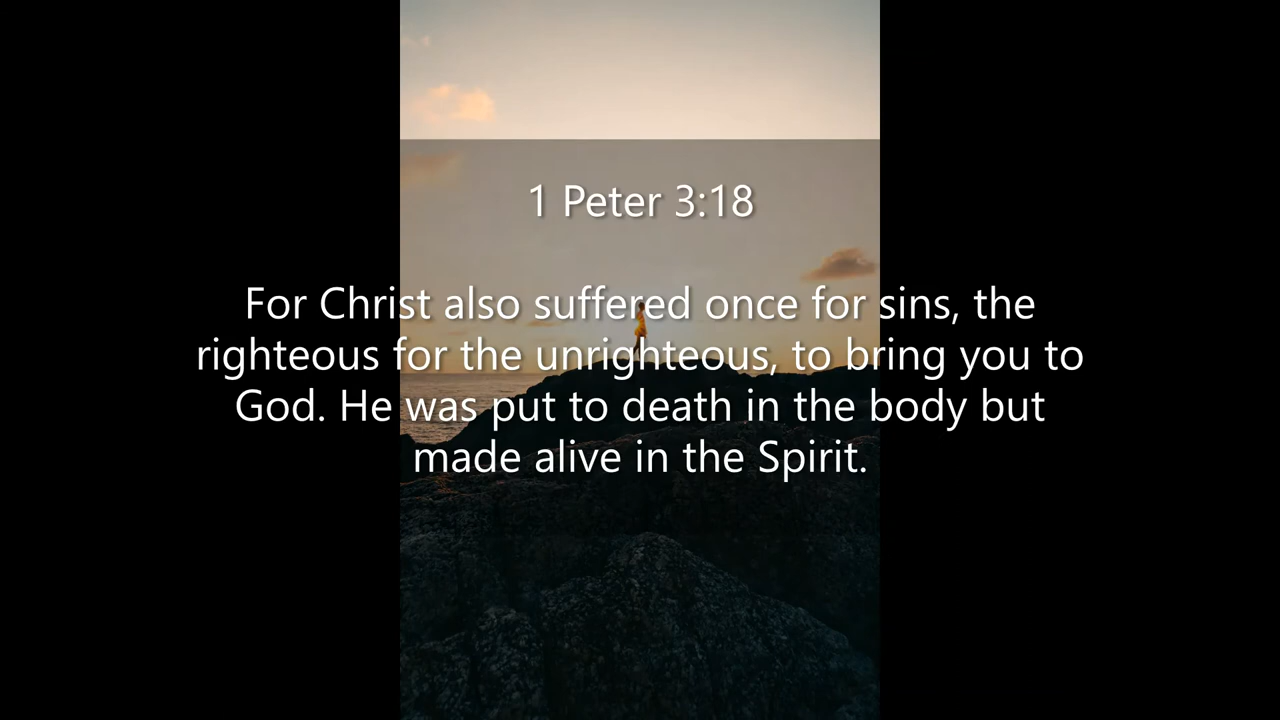 1 Peter 3:18
For Christ also suffered once for sins, the
righteous for the unrighteous, to bring you to
God. He was put to death in the body but
made alive in the Spirit.